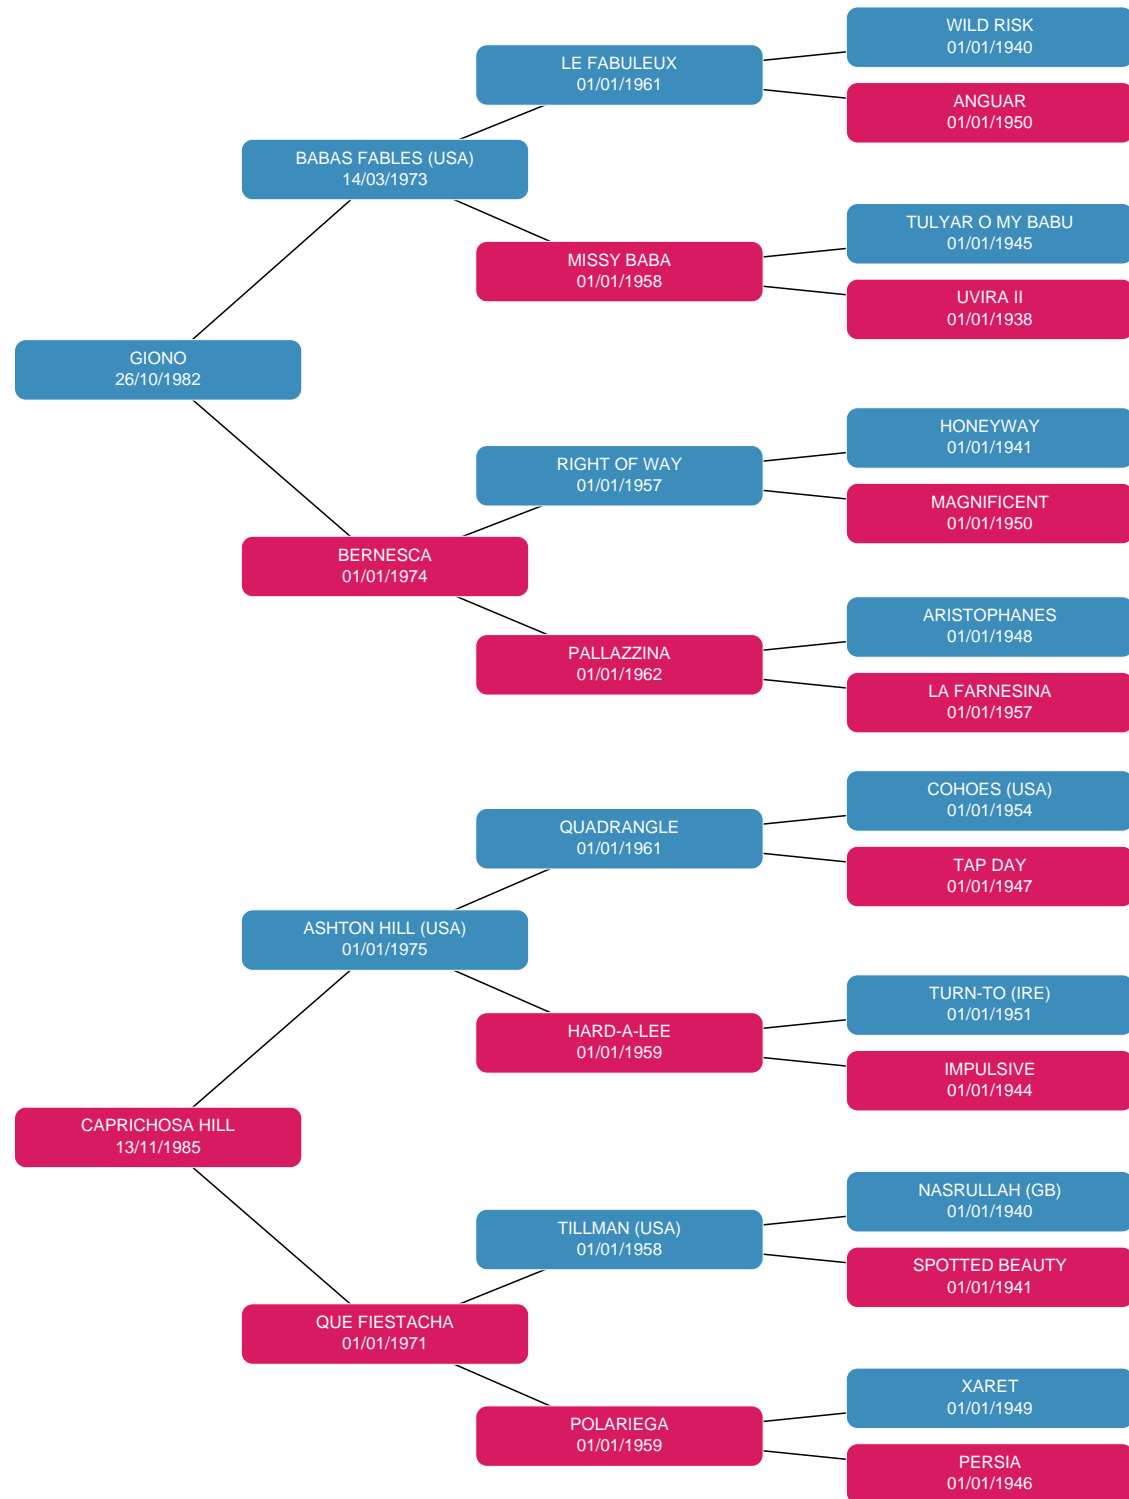 WILD RISK
01/01/1940
LE FABULEUX
01/01/1961
ANGUAR
01/01/1950
BABAS FABLES (USA)
14/03/1973
TULYAR O MY BABU
01/01/1945
MISSY BABA
01/01/1958
UVIRA II
01/01/1938
GIONO
26/10/1982
HONEYWAY
01/01/1941
RIGHT OF WAY
01/01/1957
MAGNIFICENT
01/01/1950
BERNESCA
01/01/1974
ARISTOPHANES
01/01/1948
PALLAZZINA
01/01/1962
LA FARNESINA
01/01/1957
COHOES (USA)
01/01/1954
QUADRANGLE
01/01/1961
TAP DAY
01/01/1947
ASHTON HILL (USA)
01/01/1975
TURN-TO (IRE)
01/01/1951
HARD-A-LEE
01/01/1959
IMPULSIVE
01/01/1944
CAPRICHOSA HILL
13/11/1985
NASRULLAH (GB)
01/01/1940
TILLMAN (USA)
01/01/1958
SPOTTED BEAUTY
01/01/1941
QUE FIESTACHA
01/01/1971
XARET
01/01/1949
POLARIEGA
01/01/1959
PERSIA
01/01/1946